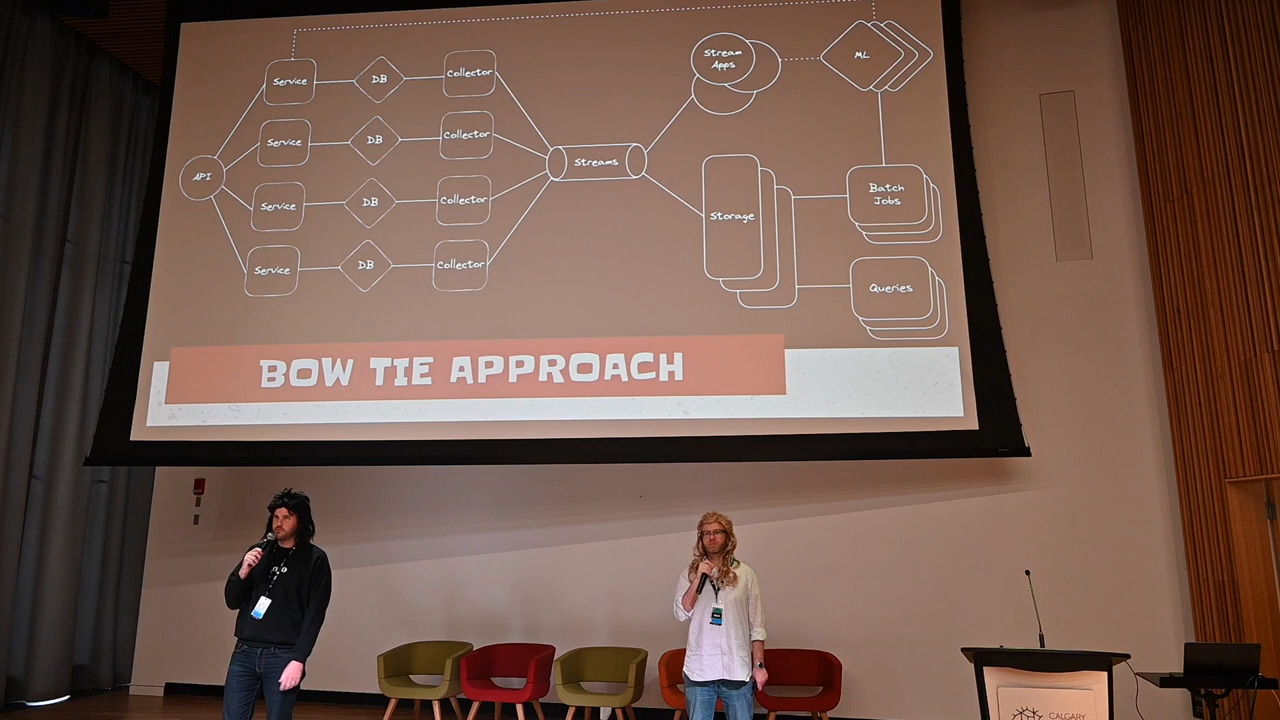 Service
DB
Collector
Stream
Apps
ML
Service
DB
Collector
API
Streams
Service
DB
Collector
Storage
Batch
Jobs
Service
DB
Collector
Queries
BOW TIE APPROACH
CALGARY